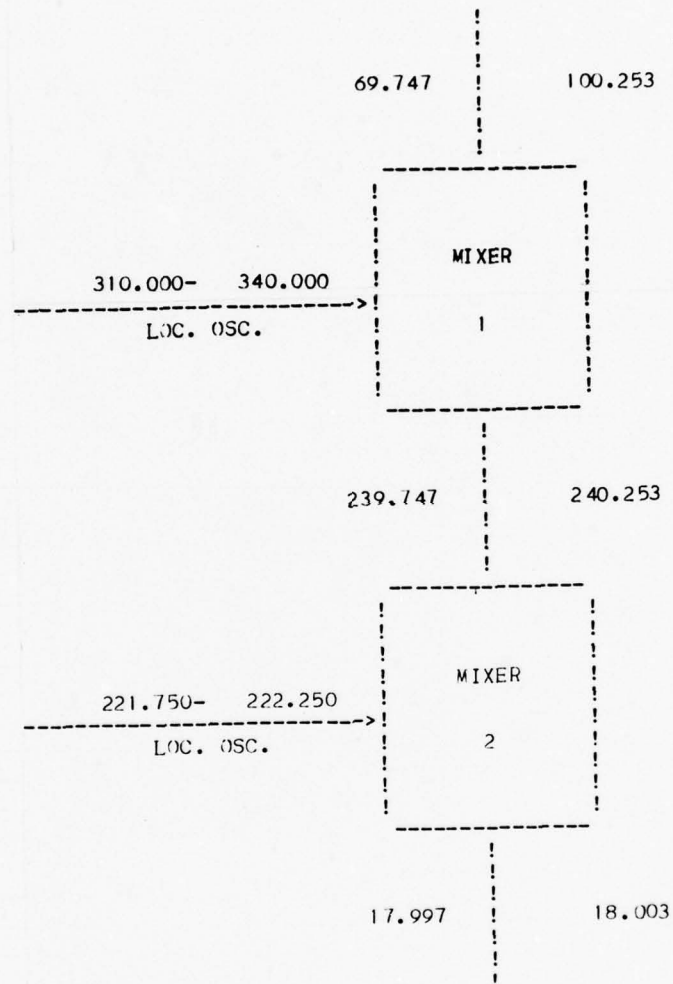 69.747 100.253
MIXER
310.000- 340.000
LOC. OSC.
1
239.747 240.253
MIXER
221.750- 222.250
LOC. OSC.
2
17.997 18.003